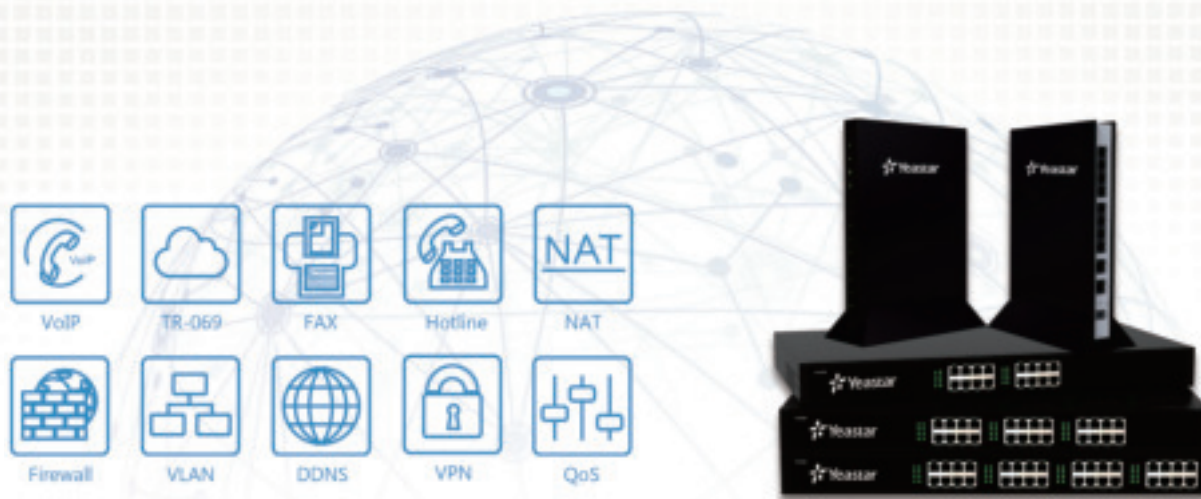 VoIP
VoIP
TR-069
FAX
Hotline
NAT
NAT
Firewall
VLAN
DDNS
VPN
QoS
Yeastar
Yeastar
Yeastar
Yeastar
Yeastar